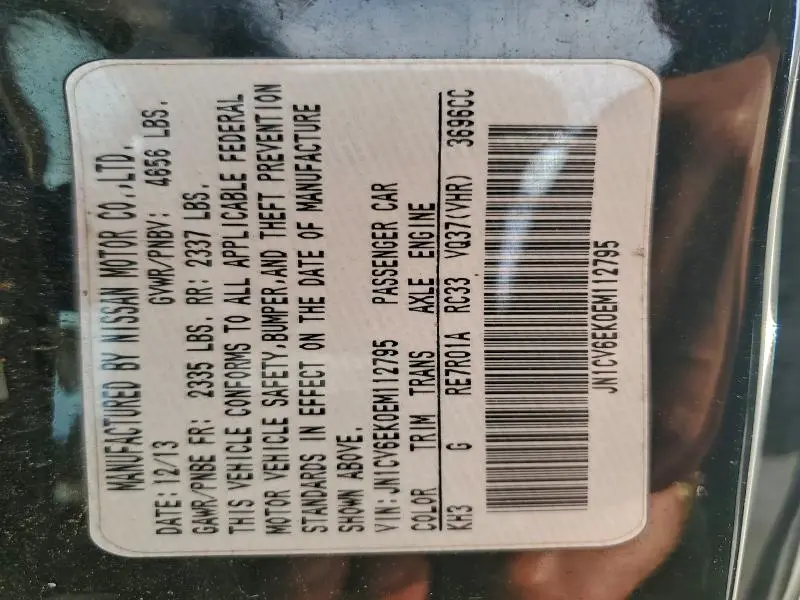 MANUFACTURED BY NISSAN MOTOR CO.,LTD.
DATE: 12/13 GVWR/PNBV: 4656 LBS.
GAWR/PNBE FR: 2335 LBS. RR: 2337 LBS.
THIS VEHICLE CONFORMS TO ALL APPLICABLE FEDERAL
MOTOR VEHICLE SAFETY,BUMPER,AND THEFT PREVENTION
STANDARDS IN EFFECT ON THE DATE OF MANUFACTURE
SHOWN ABOVE.
VIN:JN1CV6EK0EM112795 PASSENGER CAR
COLOR TRIM TRANS AXLE ENGINE
KH3 G RE7R01A RC33 VQ37(VHR) 3696CC
JN1CV6EK0EM112795